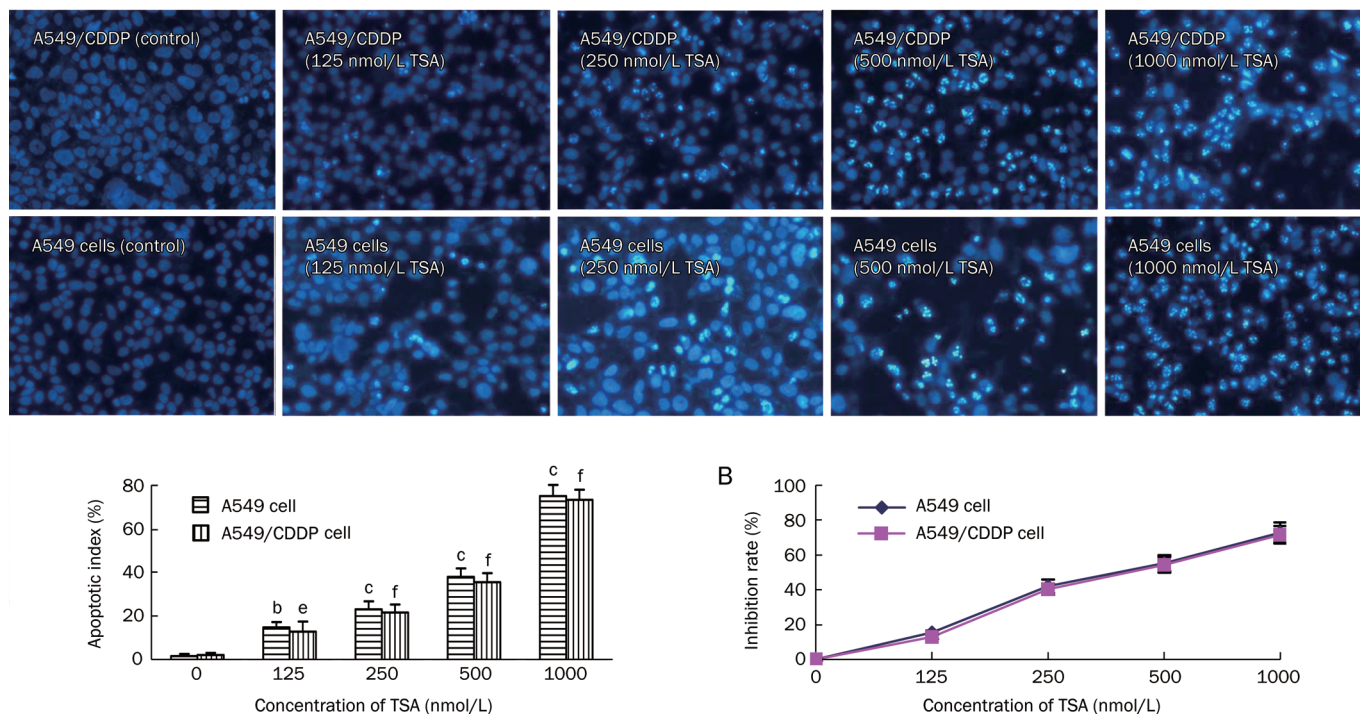 A549/CDDP (control)
A549/CDDP
(125 nmol/L TSA)
A549/CDDP
(250 nmol/L TSA)
A549/CDDP
(500 nmol/L TSA)
A549/CDDP
(1000 nmol/L TSA)
A549 cells (control)
A549 cells
(125 nmol/L TSA)
A549 cells
(250 nmol/L TSA)
A549 cells
(500 nmol/L TSA)
A549 cells
(1000 nmol/L TSA)
Apoptotic index (%)
80
60
40
20
0
A549 cell
A549/CDDP cell
b
e
c
f
c
f
c
f
0
125
250
500
1000
Concentration of TSA (nmol/L)
B
Inhibition rate (%)
100
80
60
40
20
0
A549 cell
A549/CDDP cell
0
125
250
500
1000
Concentration of TSA (nmol/L)